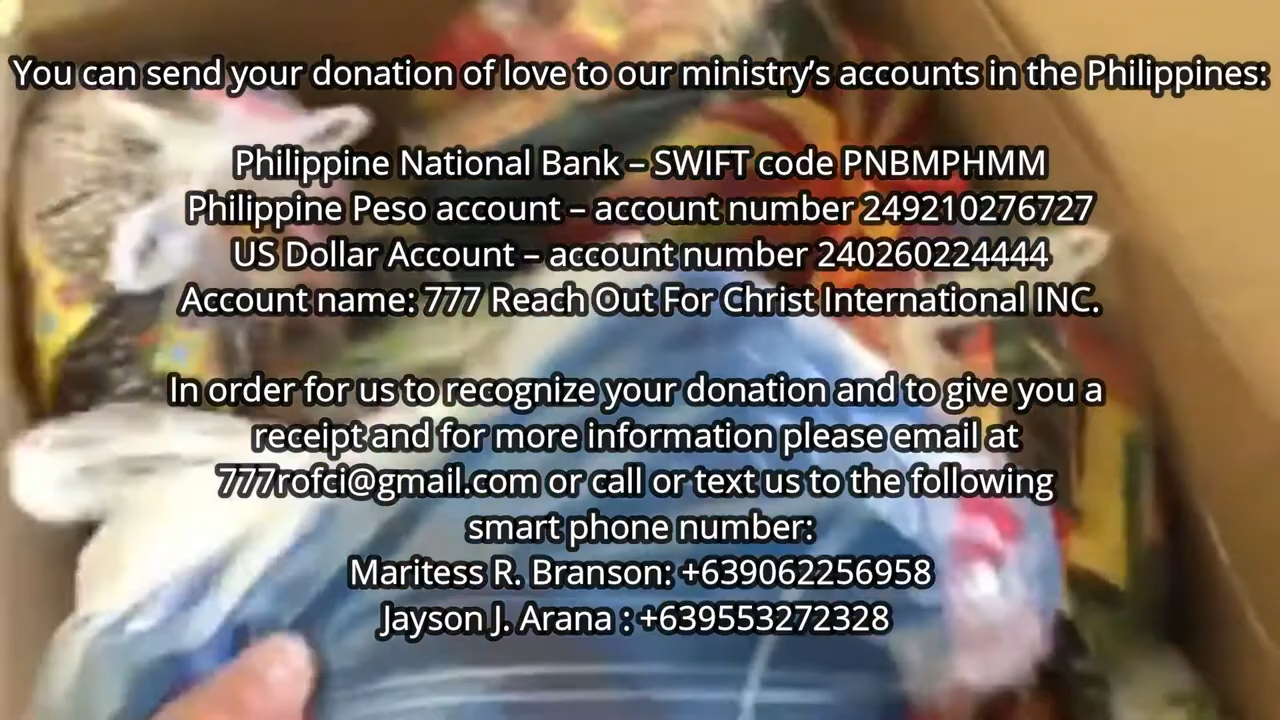 You can send your donation of love to our ministry’s accounts in the Philippines:
Philippine National Bank – SWIFT code PNBMPHMM
Philippine Peso account – account number 249210276727
US Dollar Account – account number 240260224444
Account name: 777 Reach Out For Christ International INC.
In order for us to recognize your donation and to give you a
receipt and for more information please email at
777rofci@gmail.com or call or text us to the following
smart phone number:
Maritess R. Branson: +639062256958
Jayson J. Arana : +639553272328